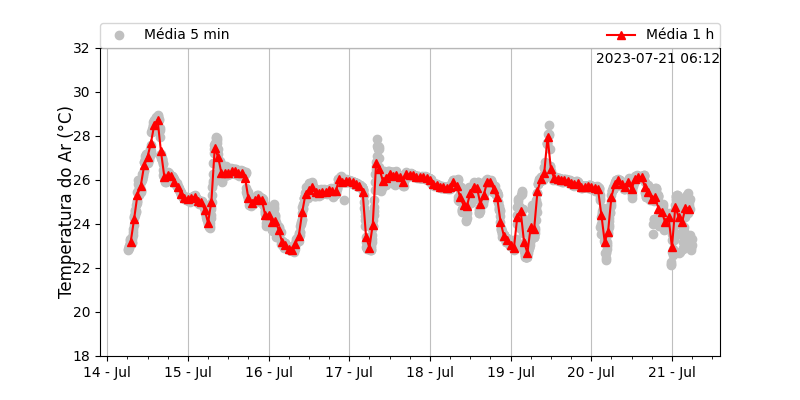 Média 5 min
Média 1 h
2023-07-21 06:12
Temperatura do Ar (°C)
32
30
28
26
24
22
20
18
14 - Jul
15 - Jul
16 - Jul
17 - Jul
18 - Jul
19 - Jul
20 - Jul
21 - Jul